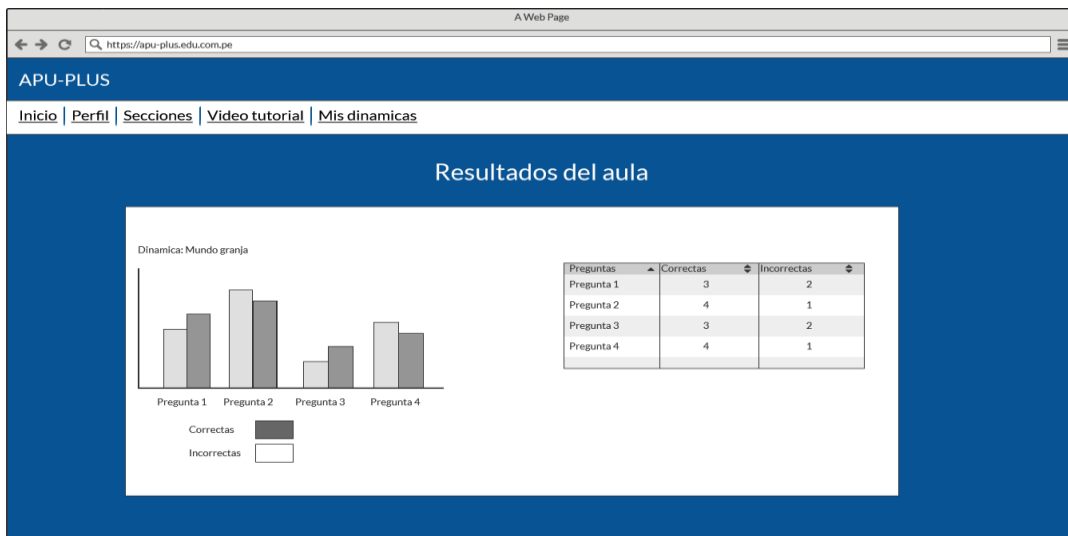 A Web Page
https://apu-plus.edu.com.pe
APU-PLUS
Inicio | Perfil | Secciones | Video tutorial | Mis dinamicas
Resultados del aula
Dinamica: Mundo granja
Pregunta 1 Pregunta 2 Pregunta 3 Pregunta 4
Correctas
Incorrectas
Preguntas Correctas Incorrectas
Pregunta 1 3 2
Pregunta 2 4 1
Pregunta 3 3 2
Pregunta 4 4 1